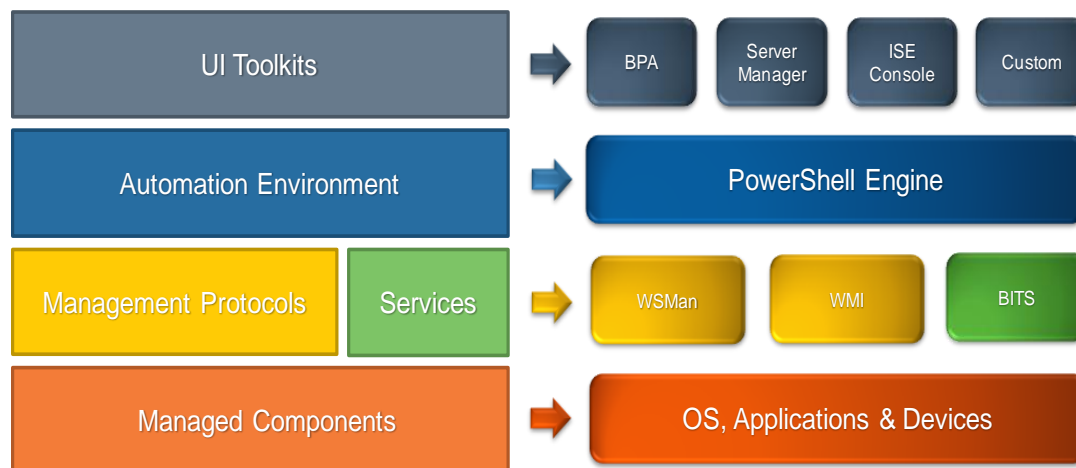 UI Toolkits
BPA
Server
Manager
ISE
Console
Custom
Automation Environment
PowerShell Engine
Management Protocols
Services
WSMan
WMI
BITS
Managed Components
OS, Applications & Devices